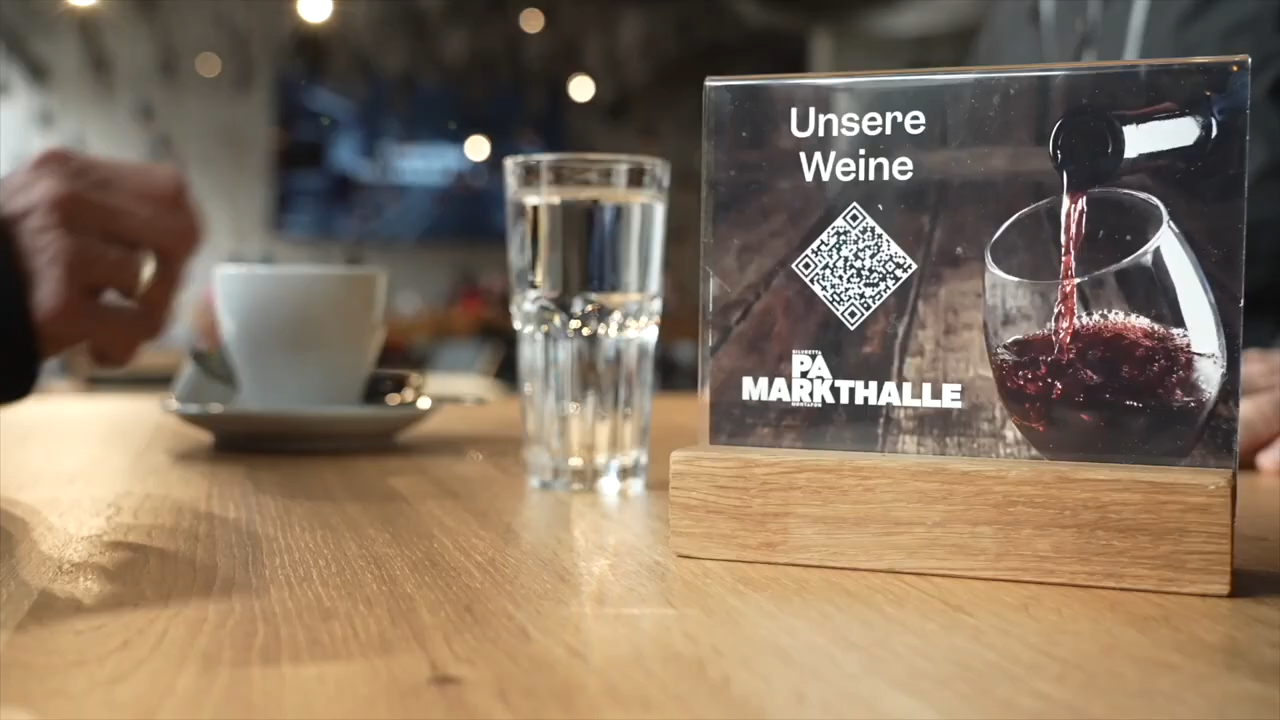 Unsere
Weine
SILVRETTA
PA
MARKTHALLE
MONTAFON